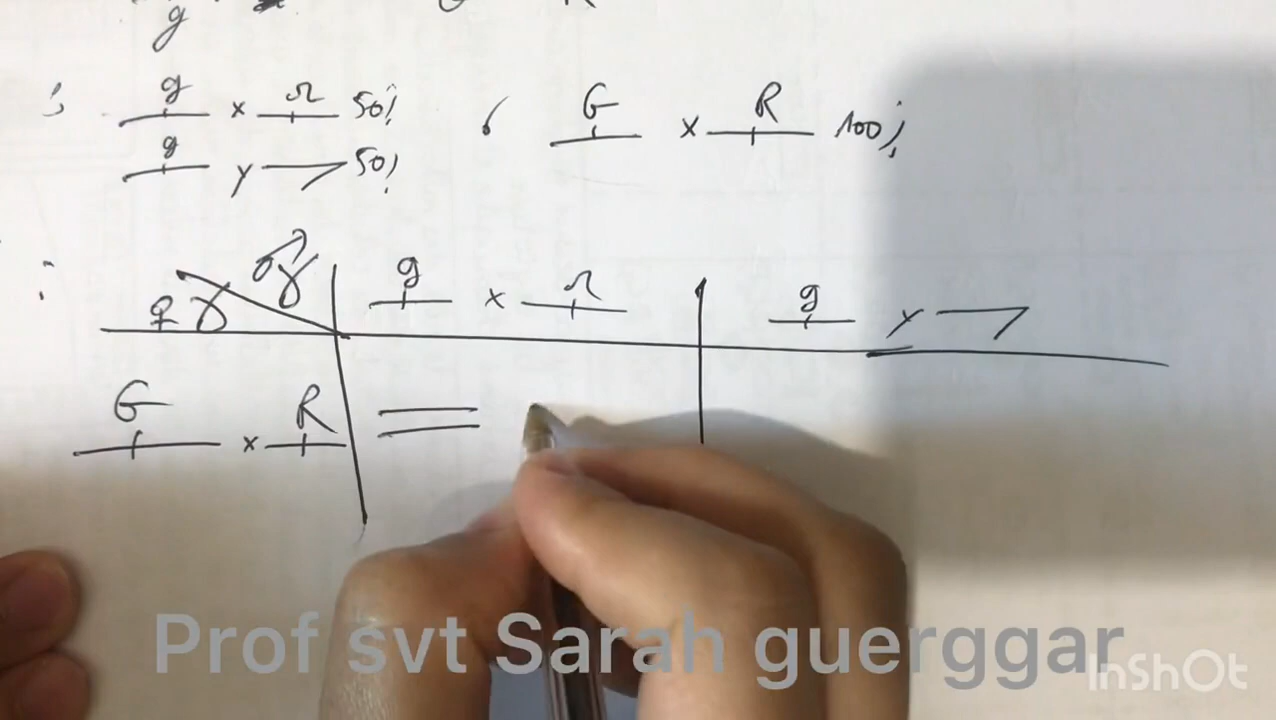 g
g x r 50% G x R 100%
g y 50%
♀ γ ♂ γ g x r g y
G x R
Prof svt Sarah guerggar
InShOt